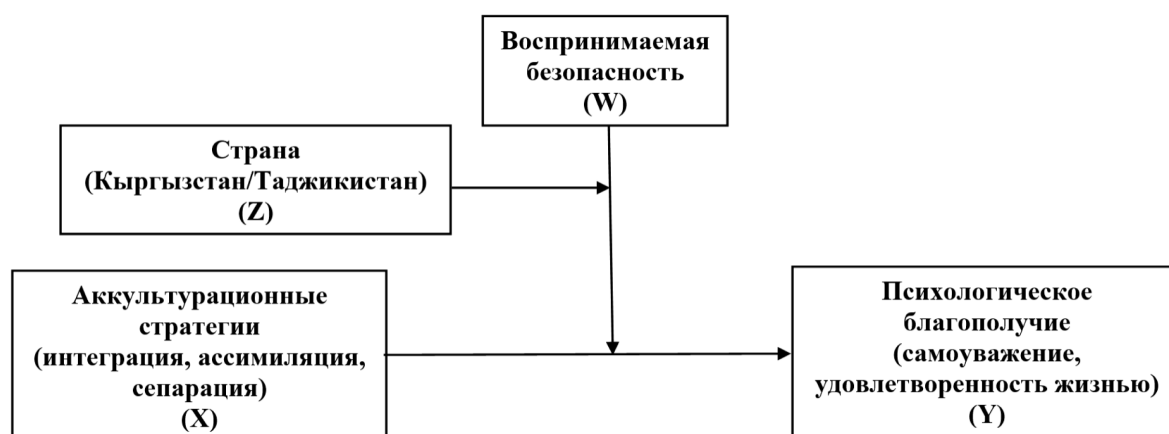 Воспринимаемая
безопасность
(W)
Страна
(Кыргызстан/Таджикистан)
(Z)
Аккультурационные
стратегии
(интеграция, ассимиляция,
сепарация)
(X)
Психологическое
благополучие
(самоуважение,
удовлетворенность жизнью)
(Y)